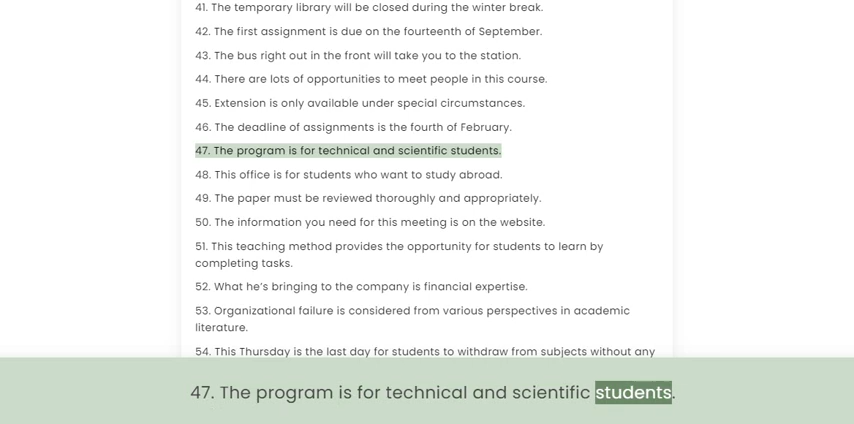 41. The temporary library will be closed during the winter break.
42. The first assignment is due on the fourteenth of September.
43. The bus right out in the front will take you to the station.
44. There are lots of opportunities to meet people in this course.
45. Extension is only available under special circumstances.
46. The deadline of assignments is the fourth of February.
47. The program is for technical and scientific students.
48. This office is for students who want to study abroad.
49. The paper must be reviewed thoroughly and appropriately.
50. The information you need for this meeting is on the website.
51. This teaching method provides the opportunity for students to learn by
completing tasks.
52. What he’s bringing to the company is financial expertise.
53. Organizational failure is considered from various perspectives in academic
literature.
54. This Thursday is the last day for students to withdraw from subjects without any
47. The program is for technical and scientific students.